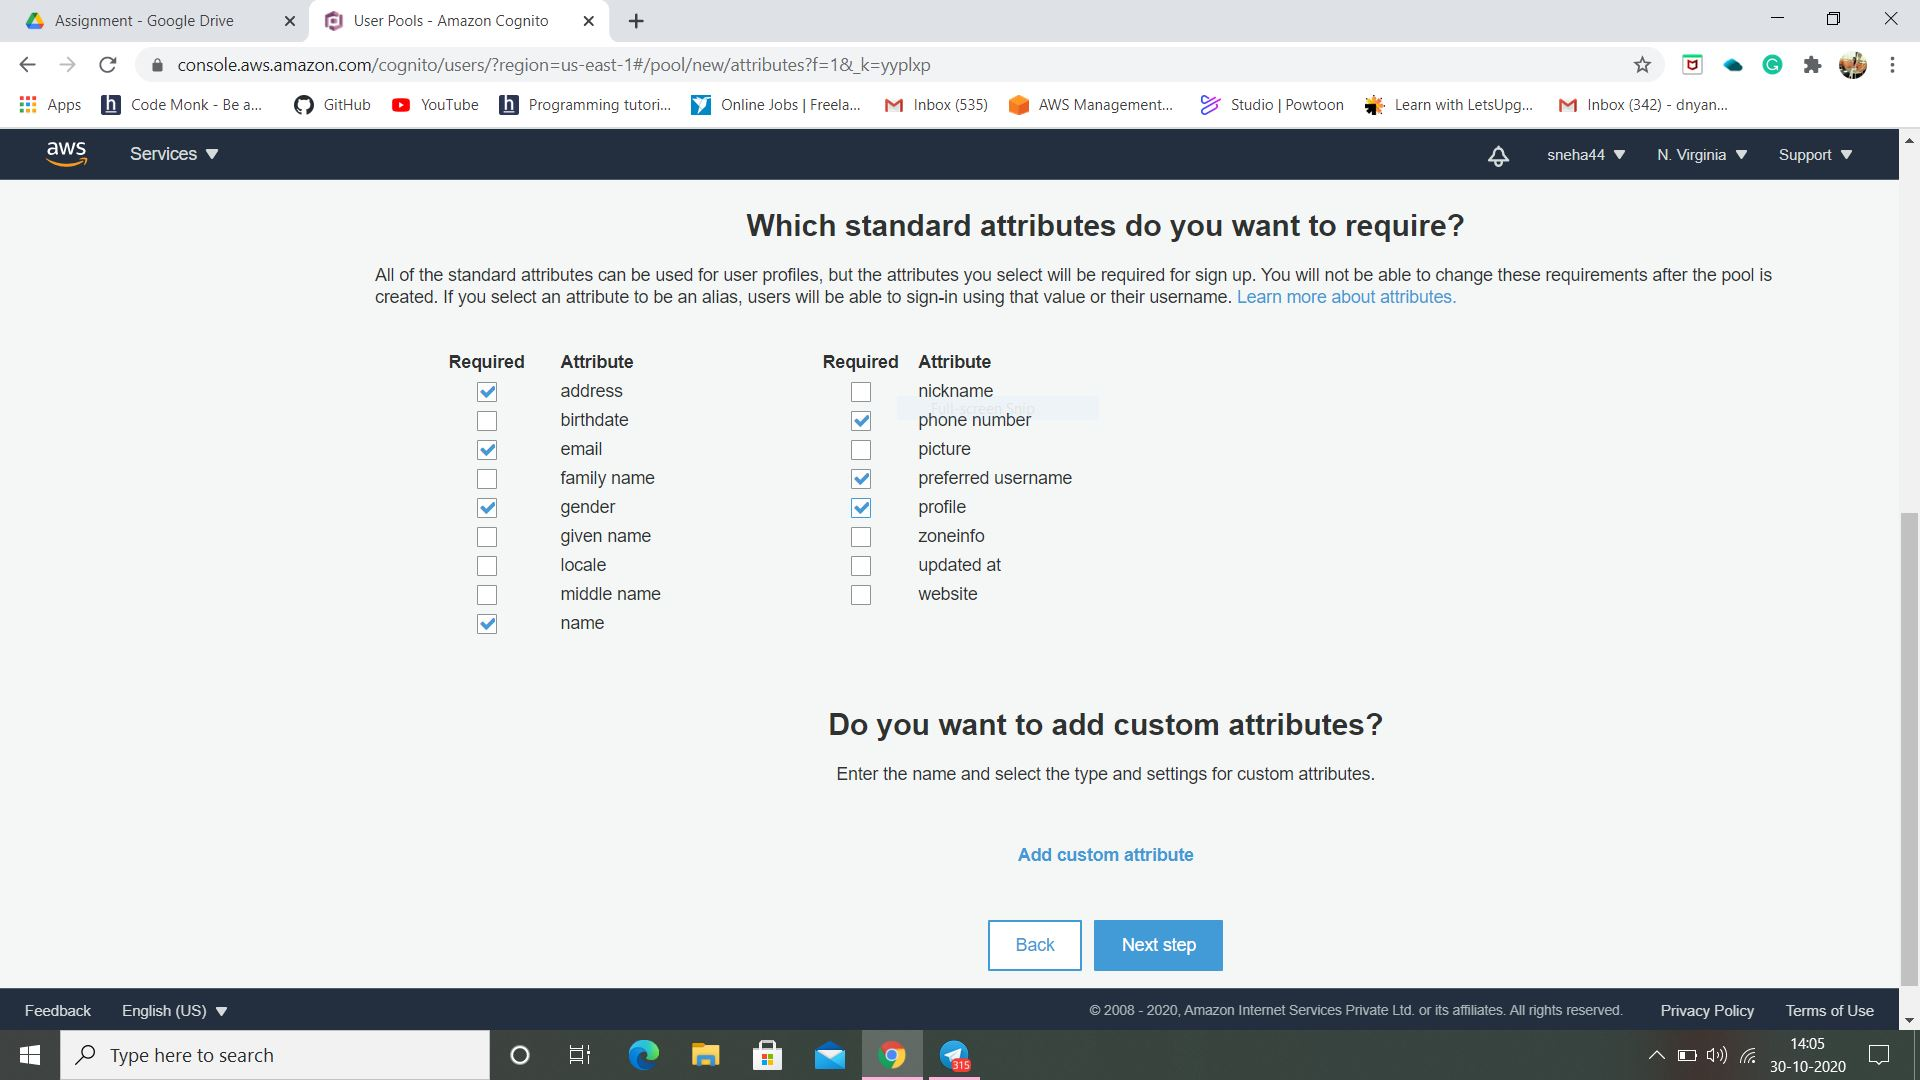 Assignment - Google Drive
User Pools - Amazon Cognito
console.aws.amazon.com/cognito/users/?region=us-east-1#/pool/new/attributes?f=1&_k=yyplxp
Apps
Code Monk - Be a...
GitHub
YouTube
Programming tutori...
Online Jobs | Freela...
Inbox (535)
AWS Management...
Studio | Powtoon
Learn with LetsUpg...
Inbox (342) - dnyan...
aws
Services
sneha44
N. Virginia
Support
Which standard attributes do you want to require?
All of the standard attributes can be used for user profiles, but the attributes you select will be required for sign up. You will not be able to change these requirements after the pool is
created. If you select an attribute to be an alias, users will be able to sign-in using that value or their username. Learn more about attributes.
Required Attribute
address
birthdate
email
family name
gender
given name
locale
middle name
name
Required Attribute
nickname
Full-screen Snip
phone number
picture
preferred username
profile
zoneinfo
updated at
website
Do you want to add custom attributes?
Enter the name and select the type and settings for custom attributes.
Add custom attribute
Back
Next step
Feedback
English (US)
© 2008 - 2020, Amazon Internet Services Private Ltd. or its affiliates. All rights reserved.
Privacy Policy
Terms of Use
Type here to search
315
14:05
30-10-2020